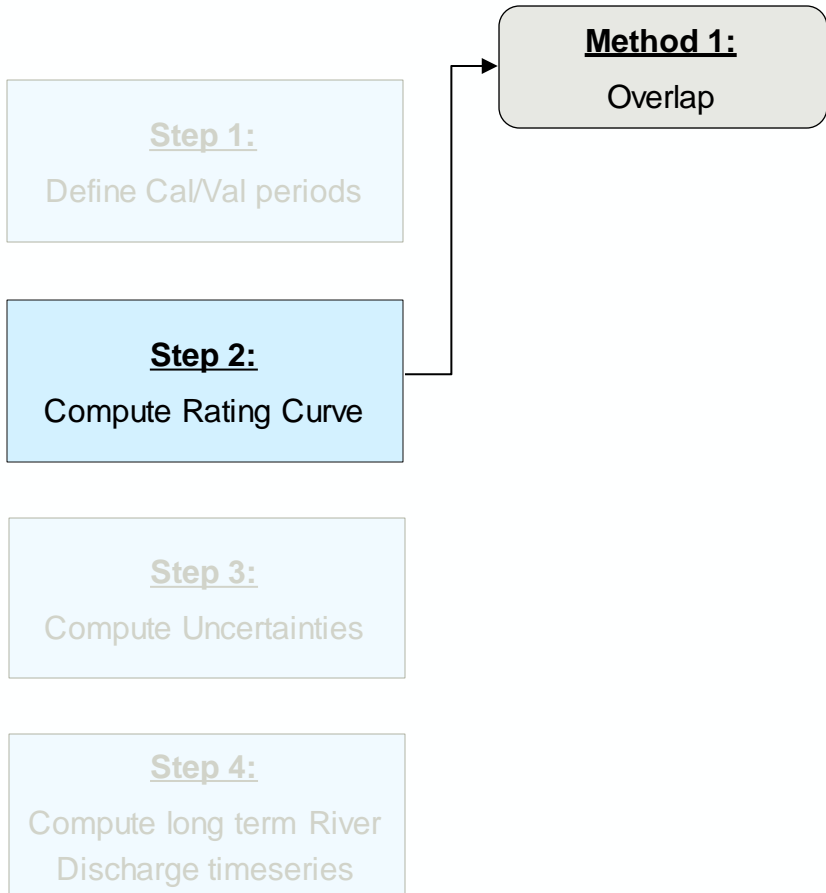 Method 1:
Overlap
Step 1:
Define Cal/Val periods
Step 2:
Compute Rating Curve
Step 3:
Compute Uncertainties
Step 4:
Compute long term River
Discharge timeseries